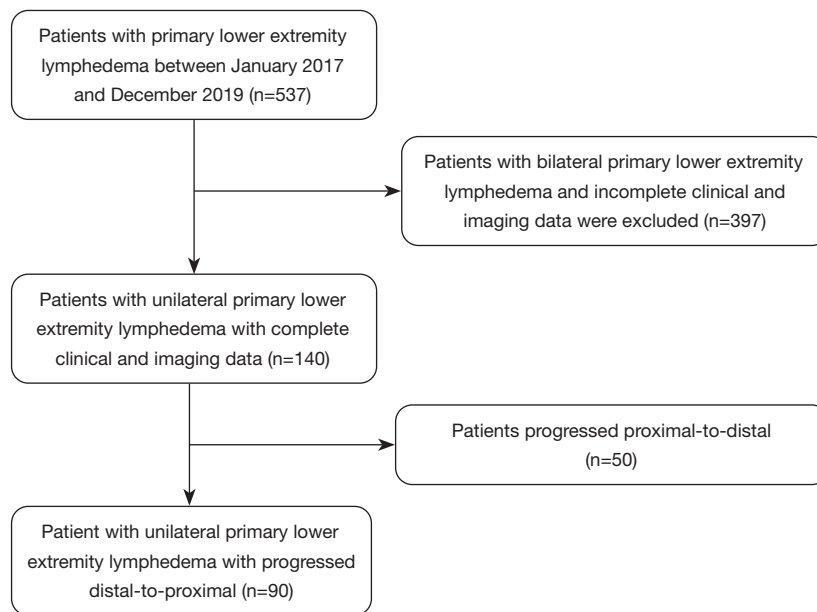 Patients with primary lower extremity
lymphedema between January 2017
and December 2019 (n=537)
Patients with bilateral primary lower extremity
lymphedema and incomplete clinical and
imaging data were excluded (n=397)
Patients with unilateral primary lower
extremity lymphedema with complete
clinical and imaging data (n=140)
Patients progressed proximal-to-distal
(n=50)
Patient with unilateral primary lower
extremity lymphedema with progressed
distal-to-proximal (n=90)